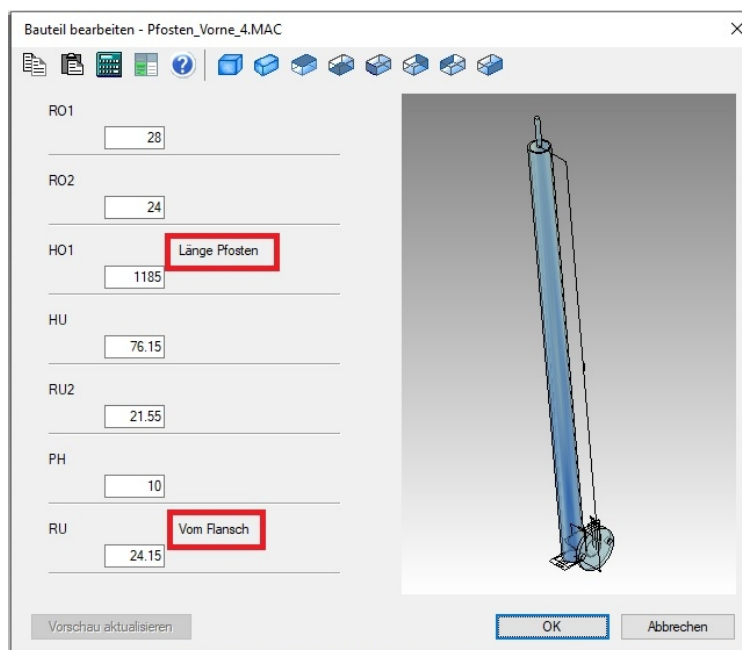 Bauteil bearbeiten - Pfosten_Vorne_4.MAC
RO1
28
RO2
24
HO1 Länge Pfosten
1185
HU
76.15
RU2
21.55
PH
10
RU Vom Flansch
24.15
Vorschau aktualisieren OK Abbrechen